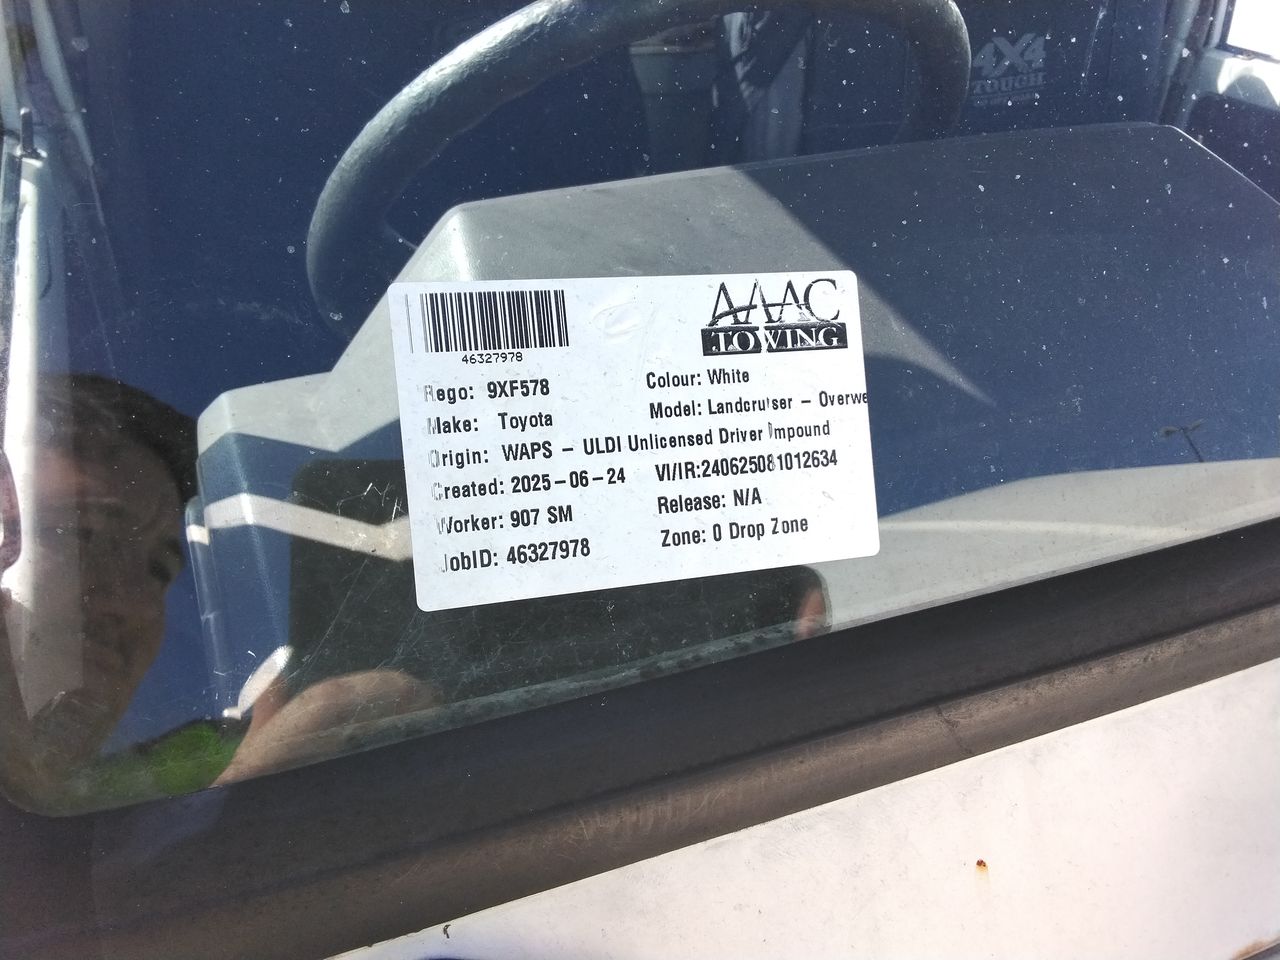 4X4
TOUGH
AAAC
TOWING
46327978
Rego: 9XF578
Colour: White
Make: Toyota
Model: Landcruiser - Overwe
Origin: WAPS - ULDI Unlicensed Driver Impound
Created: 2025-06-24
VI/IR:240625081012634
Worker: 907 SM
Release: N/A
JobID: 46327978
Zone: 0 Drop Zone